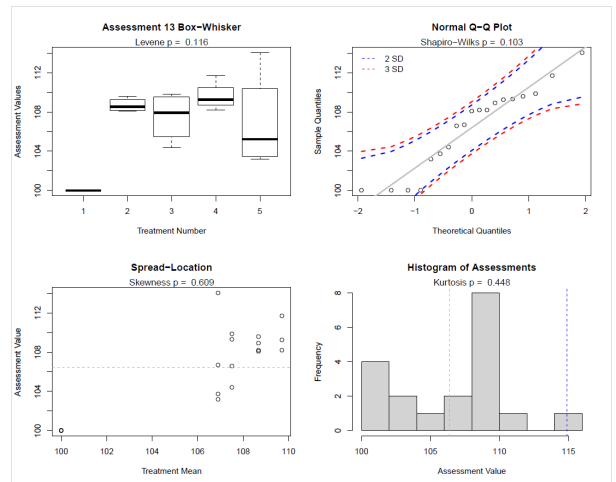 Assessment 13 Box−Whisker
Levene p = 0.116
Assessment Values
112
108
104
100
1 2 3 4 5
Treatment Number
Normal Q−Q Plot
Shapiro−Wilks p = 0.103
2 SD
3 SD
Sample Quantiles
112
108
104
100
−2 −1 0 1 2
Theoretical Quantiles
Spread−Location
Skewness p = 0.609
Assessment Value
112
108
104
100
100 102 104 106 108 110
Treatment Mean
Histogram of Assessments
Kurtosis p = 0.448
Frequency
8
6
4
2
0
100 105 110 115
Assessment Value